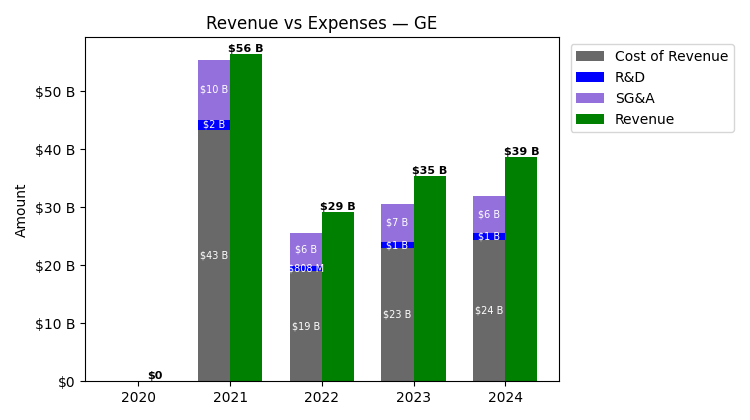 Revenue vs Expenses — GE
Cost of Revenue
R&D
SG&A
Revenue
Amount
$50 B
$40 B
$30 B
$20 B
$10 B
$0
$0
$56 B
$10 B
$2 B
$43 B
$29 B
$6 B
$808 M
$19 B
$35 B
$7 B
$1 B
$23 B
$39 B
$6 B
$1 B
$24 B
2020
2021
2022
2023
2024